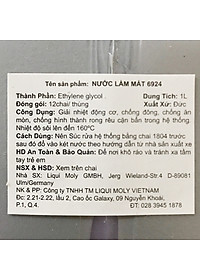 Tên sản phẩm: NƯỚC LÀM MÁT 6924
Thành Phần: Ethylene glycol . Dung Tích: 1L
Đóng gói: 12chai/ thùng Xuất Xứ: Đức
Công Dụng: Giải nhiệt động cơ, chống đông, chống ăn
mòn, chống hình thành rong rêu cặn bẩn trong hệ thống.
Nhiệt độ sôi lên đến 160°C
Cách Dùng: Nên Súc rửa hệ thống bằng chai 1804 trước
sau đó đổ vào két nước theo hướng dẫn sử dụng nhà sx xe
HD An Toàn & Bảo Quản: Để nơi khô ráo và tránh xa tầm
tay trẻ em
NSX & HSD: Xem trên chai
Nhà SX: Liqui Moly GMBH, Jerg Wieland-Str.4 D-89081
Ulm/Germany
NK & PP: Công ty TNHH TM LIQUI MOLY VIETNAM
Đc: 2.21-2.22, lầu 2, Cao ốc Galaxy, 09 Nguyễn Khoái,
P.1, Q.4. ĐT: 028 3945 1878